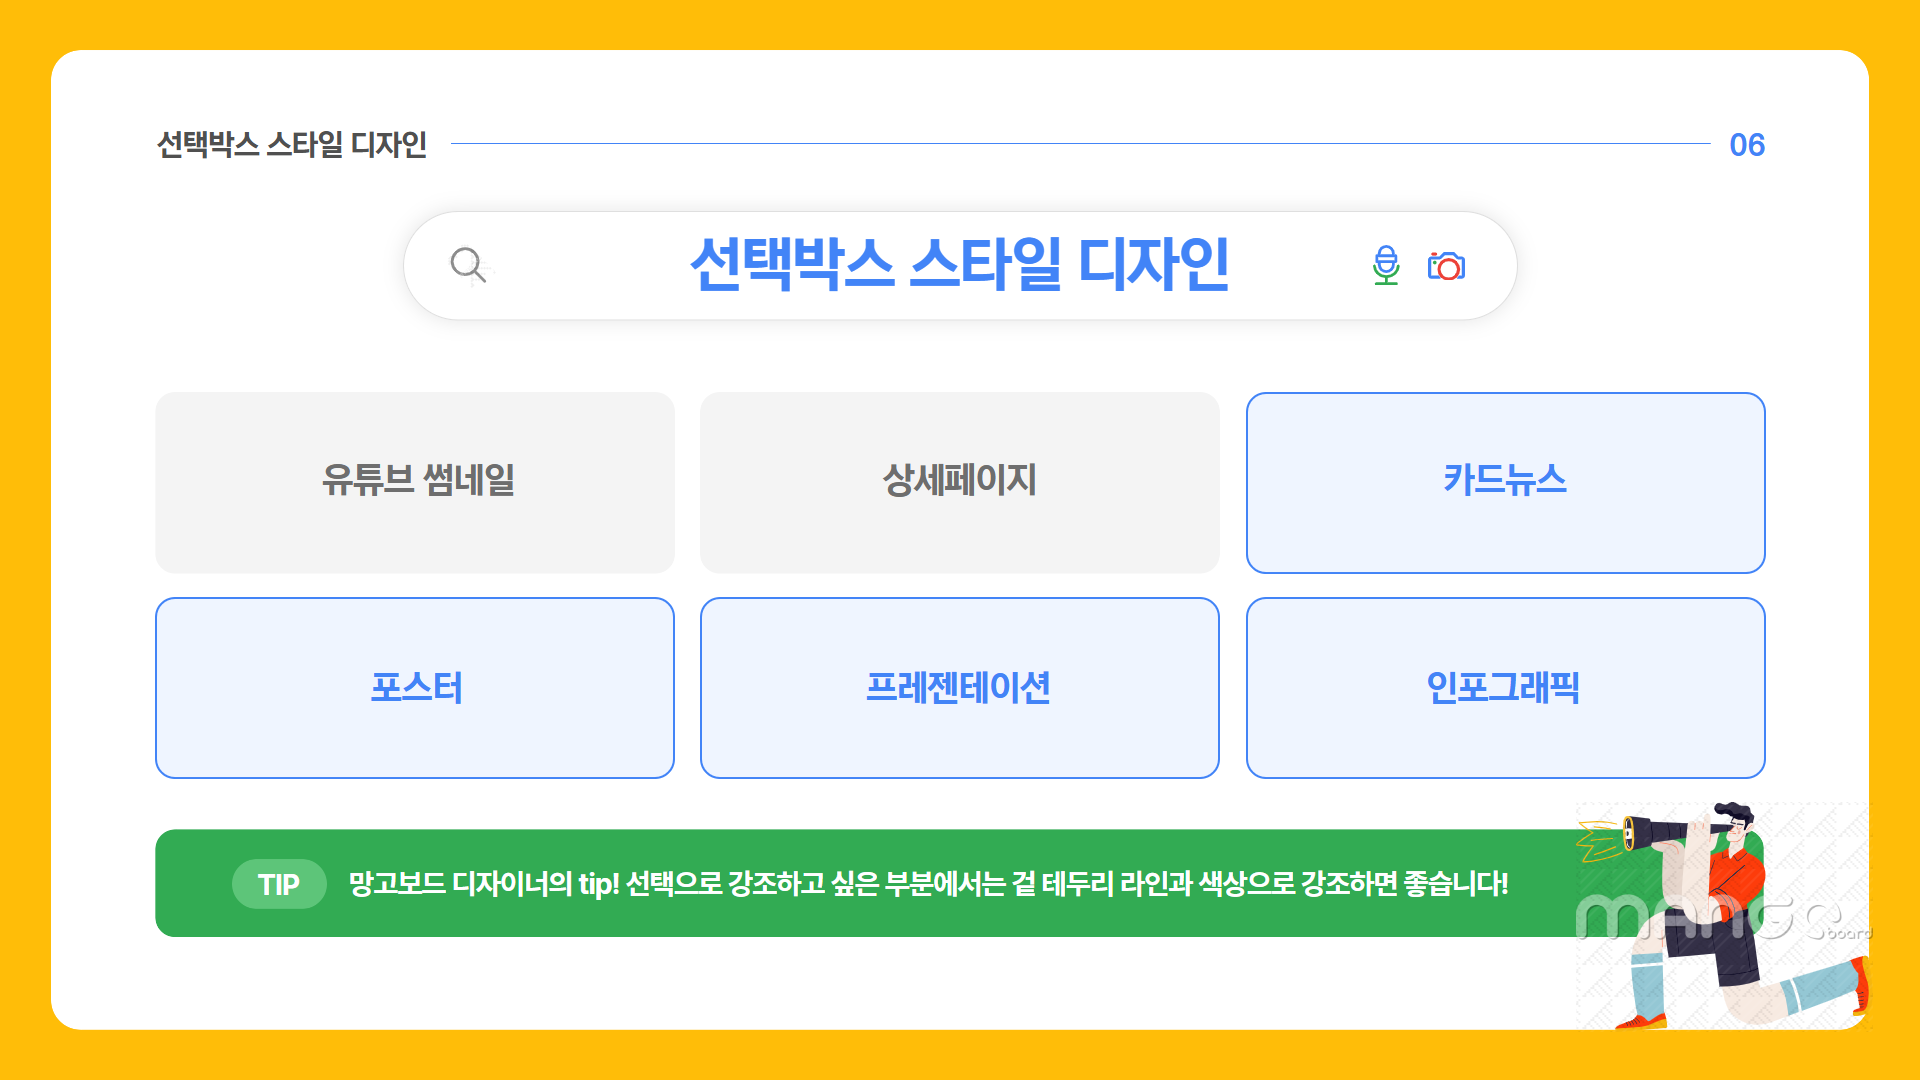 선택박스 스타일 디자인
06
선택박스 스타일 디자인
유튜브 썸네일
상세페이지
카드뉴스
포스터
프레젠테이션
인포그래픽
TIP 망고보드 디자이너의 tip! 선택으로 강조하고 싶은 부분에서는 겉 테두리 라인과 색상으로 강조하면 좋습니다!
MANGO board